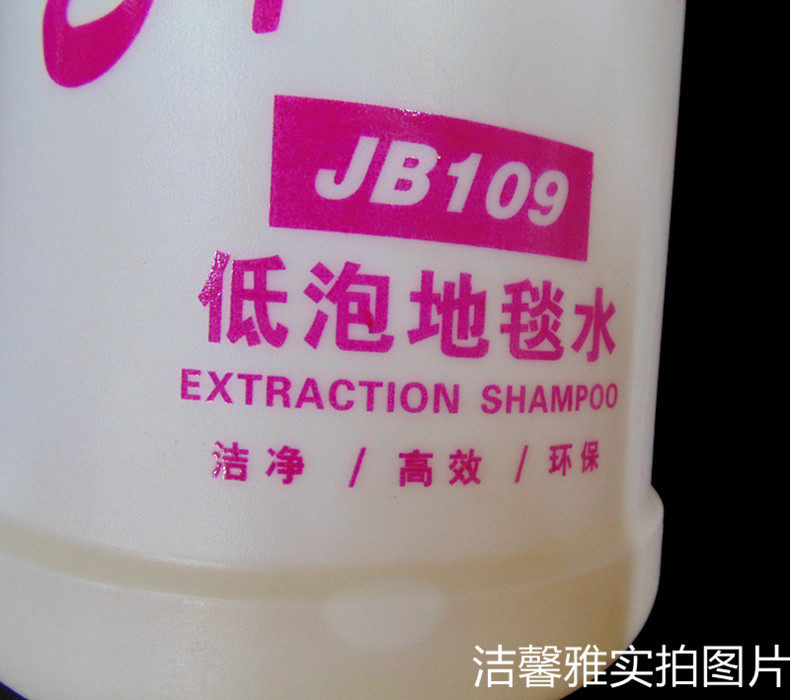 JB109
低泡地毯水
EXTRACTION SHAMPOO
洁净 / 高效 / 环保
洁馨雅实拍图片